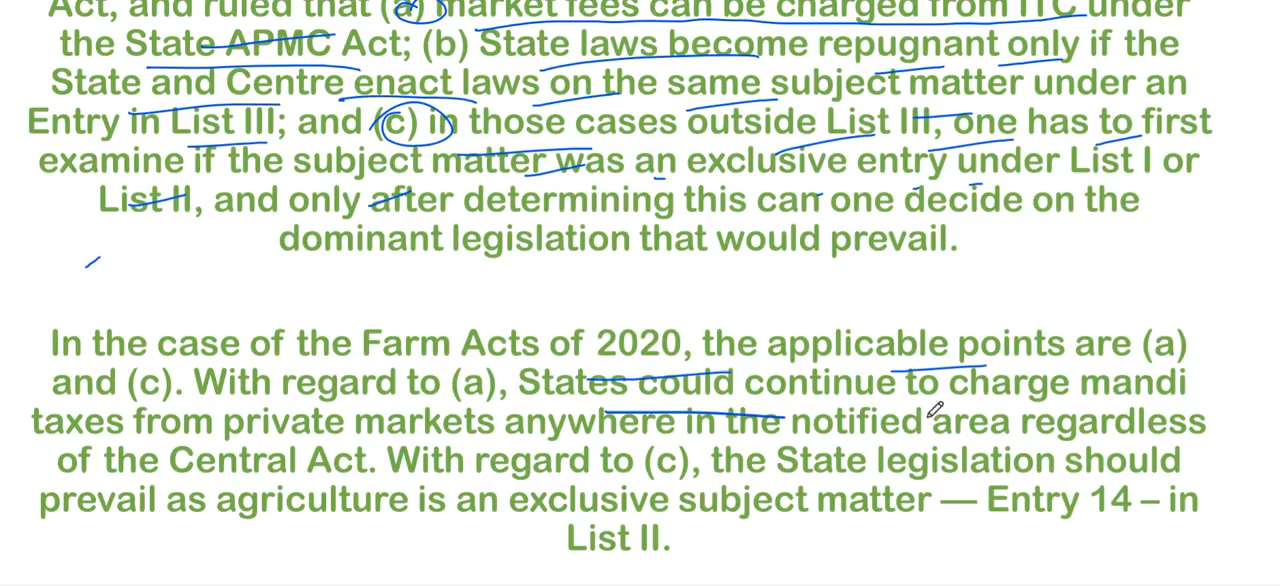 Act, and ruled that (a) market fees can be charged from ITC under
the State APMC Act; (b) State laws become repugnant only if the
State and Centre enact laws on the same subject matter under an
Entry in List III; and (c) in those cases outside List III, one has to first
examine if the subject matter was an exclusive entry under List I or
List II, and only after determining this can one decide on the
dominant legislation that would prevail.
In the case of the Farm Acts of 2020, the applicable points are (a)
and (c). With regard to (a), States could continue to charge mandi
taxes from private markets anywhere in the notified area regardless
of the Central Act. With regard to (c), the State legislation should
prevail as agriculture is an exclusive subject matter — Entry 14 – in
List II.